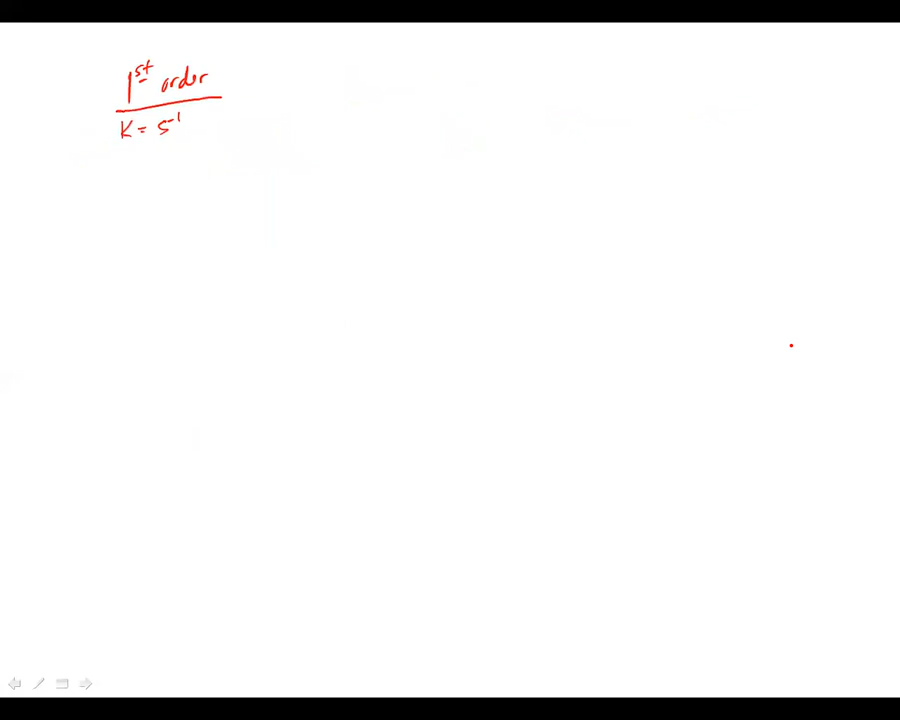 1st order
K = s-1